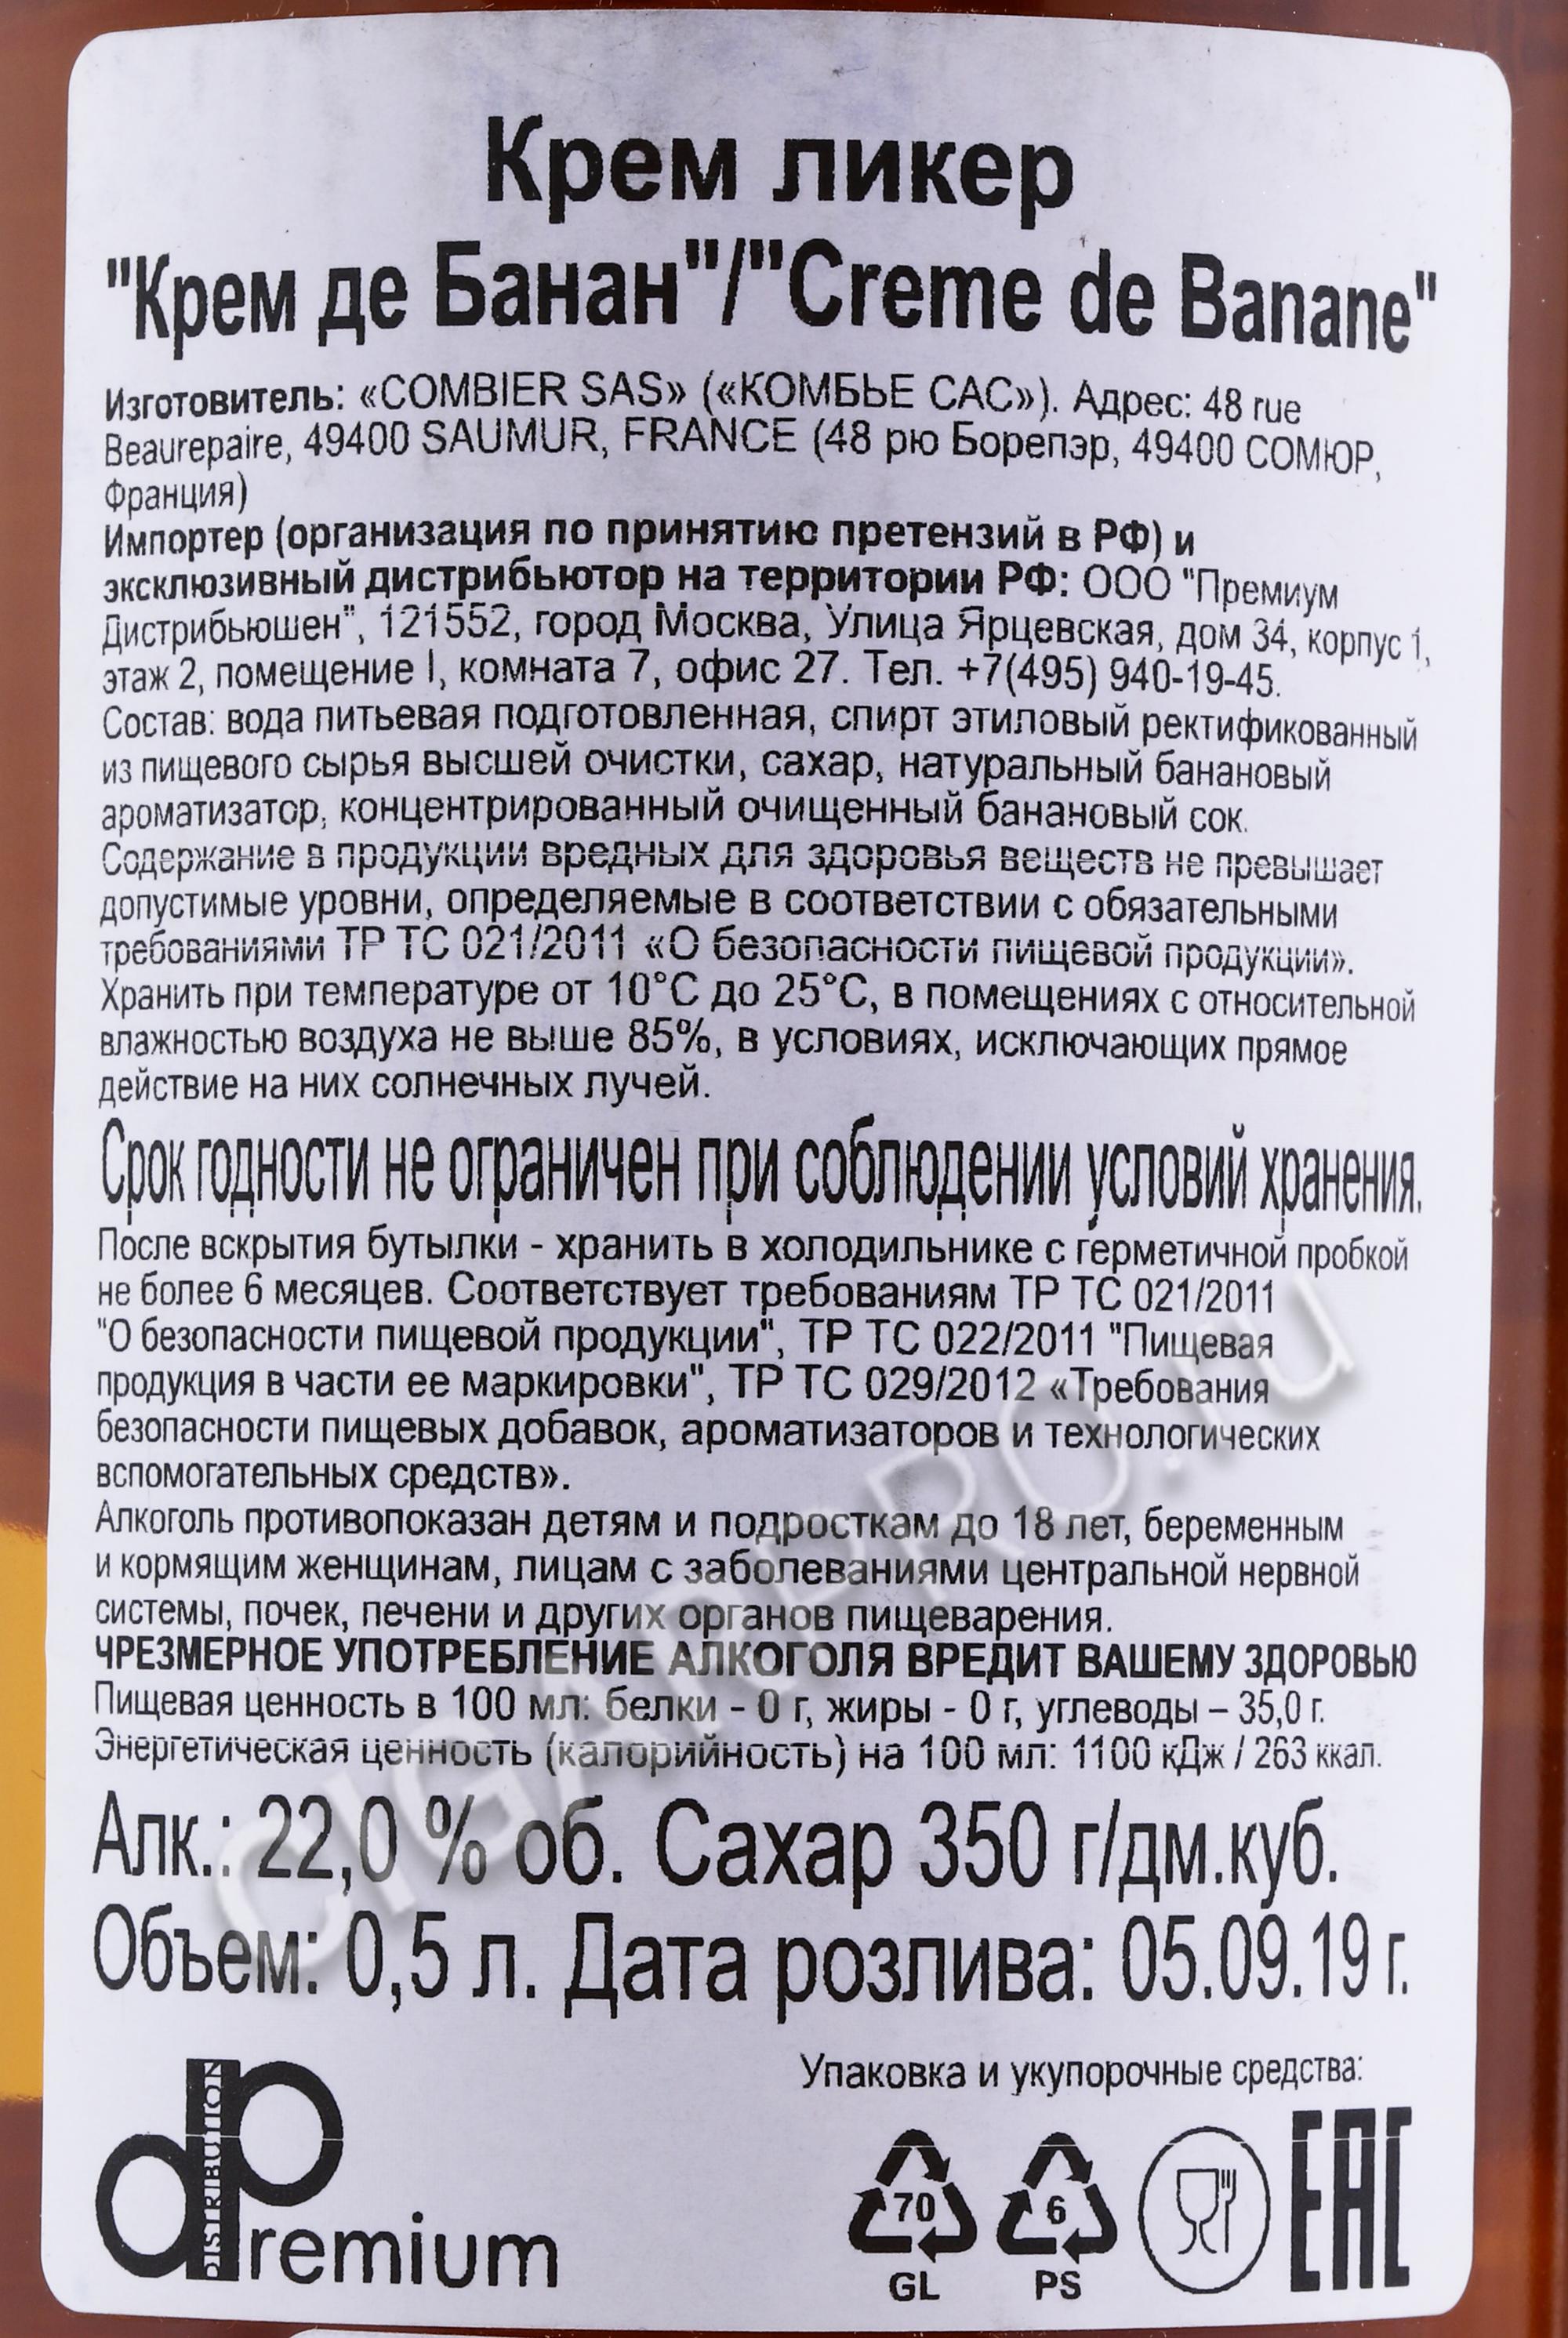 Крем ликер
"Крем де Банан"/"Creme de Banane"
Изготовитель: «COMBIER SAS» («КОМБЬЕ САС»). Адрес: 48 rue
Beaurepaire, 49400 SAUMUR, FRANCE (48 рю Борепэр, 49400 СОМЮР,
Франция)
Импортер (организация по принятию претензий в РФ) и
эксклюзивный дистрибьютор на территории РФ: ООО "Премиум
Дистрибьюшен", 121552, город Москва, Улица Ярцевская, дом 34, корпус 1,
этаж 2, помещение I, комната 7, офис 27. Тел. +7(495) 940-19-45.
Состав: вода питьевая подготовленная, спирт этиловый ректификованный
из пищевого сырья высшей очистки, сахар, натуральный банановый
ароматизатор, концентрированный очищенный банановый сок.
Содержание в продукции вредных для здоровья веществ не превышает
допустимые уровни, определяемые в соответствии с обязательными
требованиями ТР ТС 021/2011 «О безопасности пищевой продукции».
Хранить при температуре от 10°С до 25°С, в помещениях с относительной
влажностью воздуха не выше 85%, в условиях, исключающих прямое
действие на них солнечных лучей.
Срок годности не ограничен при соблюдении условий хранения.
После вскрытия бутылки - хранить в холодильнике с герметичной пробкой
не более 6 месяцев. Соответствует требованиям ТР ТС 021/2011
"О безопасности пищевой продукции", ТР ТС 022/2011 "Пищевая
продукция в части ее маркировки", ТР ТС 029/2012 «Требования
безопасности пищевых добавок, ароматизаторов и технологических
вспомогательных средств».
Алкоголь противопоказан детям и подросткам до 18 лет, беременным
и кормящим женщинам, лицам с заболеваниями центральной нервной
системы, почек, печени и других органов пищеварения.
ЧРЕЗМЕРНОЕ УПОТРЕБЛЕНИЕ АЛКОГОЛЯ ВРЕДИТ ВАШЕМУ ЗДОРОВЬЮ
Пищевая ценность в 100 мл: белки - 0 г, жиры - 0 г, углеводы – 35,0 г.
Энергетическая ценность (калорийность) на 100 мл: 1100 кДж / 263 ккал.
Алк.: 22,0 % об. Сахар 350 г/дм.куб.
Объем: 0,5 л. Дата розлива: 05.09.19 г.
Упаковка и укупорочные средства:
DISTRIBUTION
Premium
70
GL
6
PS
EAC
CIGARPRO.ru